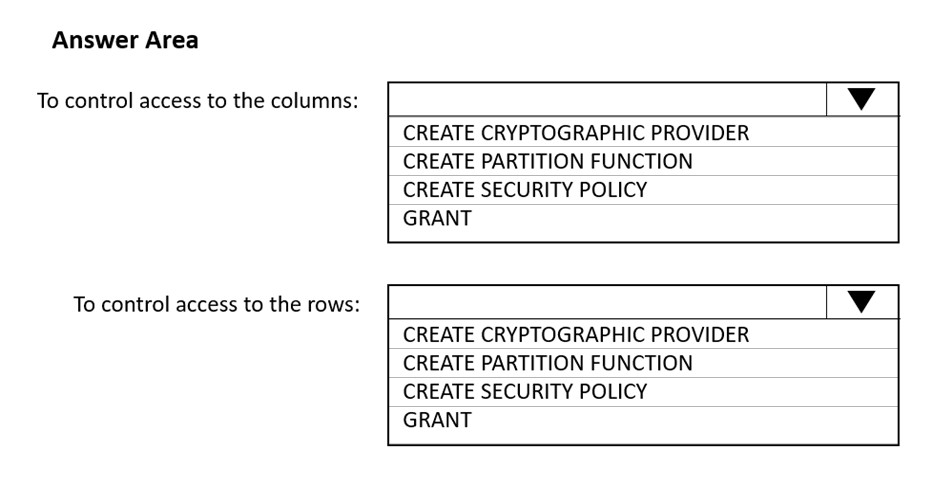 Answer Area
To control access to the columns:
CREATE CRYPTOGRAPHIC PROVIDER
CREATE PARTITION FUNCTION
CREATE SECURITY POLICY
GRANT
To control access to the rows:
CREATE CRYPTOGRAPHIC PROVIDER
CREATE PARTITION FUNCTION
CREATE SECURITY POLICY
GRANT